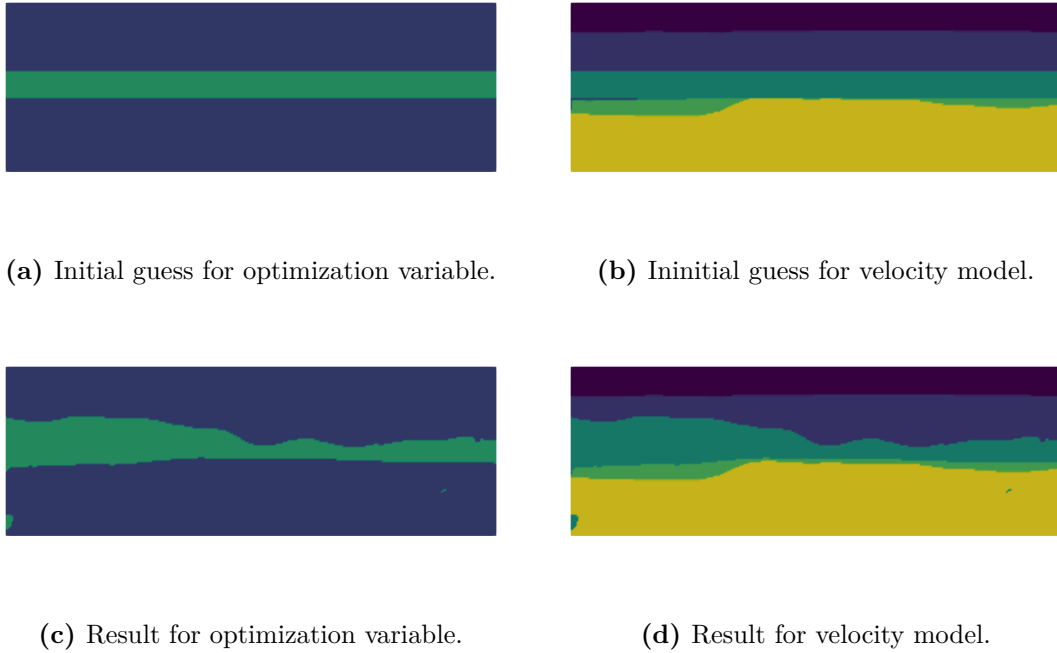 (a) Initial guess for optimization variable.
(b) Ininitial guess for velocity model.
(c) Result for optimization variable.
(d) Result for velocity model.